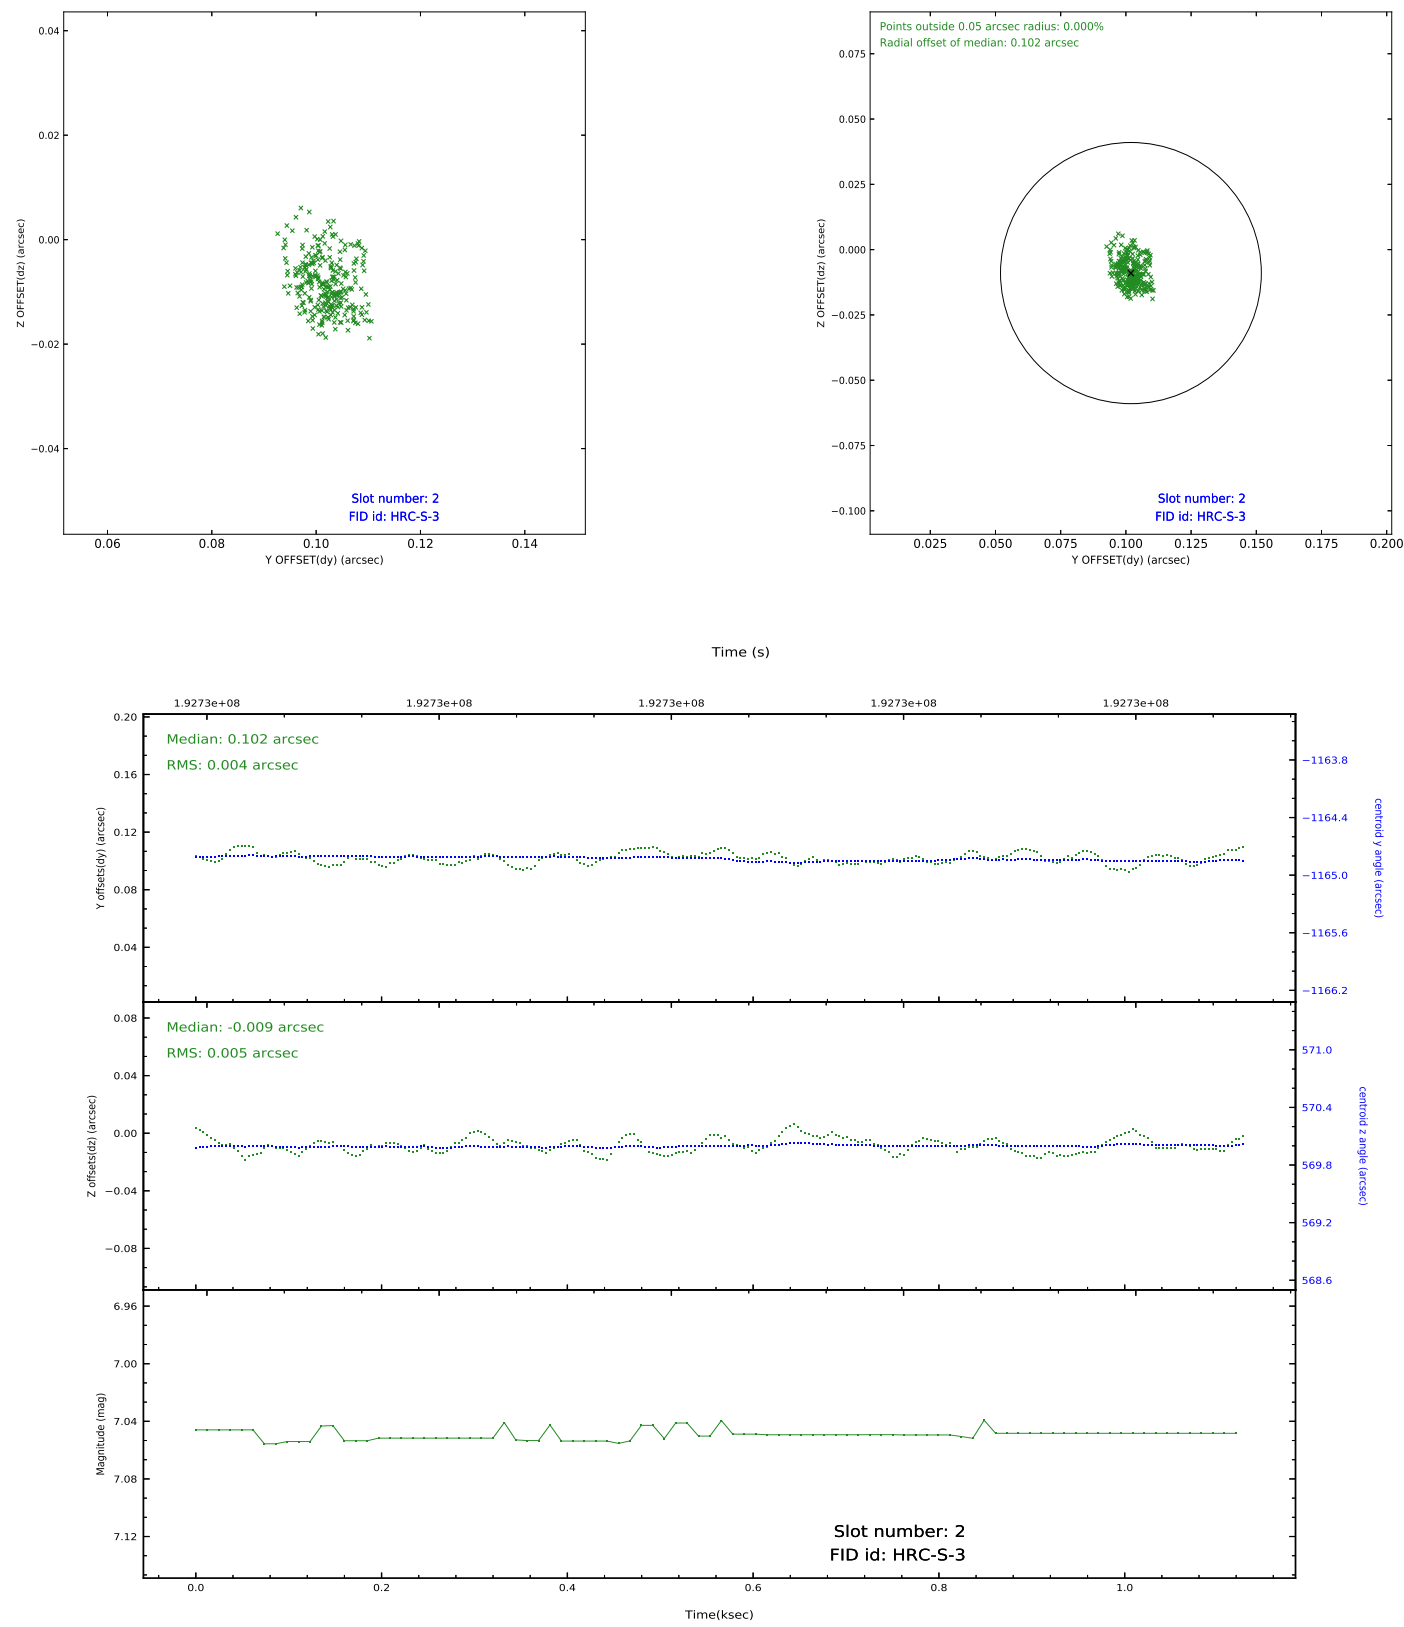 0.04
0.02
0.00
−0.02
−0.04
Z OFFSET(dz) (arcsec)
Slot number: 2
FID id: HRC-S-3
0.06 0.08 0.10 0.12 0.14
Y OFFSET(dy) (arcsec)
Points outside 0.05 arcsec radius: 0.000%
Radial offset of median: 0.102 arcsec
0.075
0.050
0.025
0.000
−0.025
−0.050
−0.075
−0.100
Z OFFSET(dz) (arcsec)
Slot number: 2
FID id: HRC-S-3
0.025 0.050 0.075 0.100 0.125 0.150 0.175 0.200
Y OFFSET(dy) (arcsec)
Time (s)
1.9273e+08 1.9273e+08 1.9273e+08 1.9273e+08 1.9273e+08
Median: 0.102 arcsec
RMS: 0.004 arcsec
0.20
0.16
0.12
0.08
0.04
Y offsets(dy) (arcsec)
−1163.8
−1164.4
−1165.0
−1165.6
−1166.2
centroid y angle (arcsec)
Median: -0.009 arcsec
RMS: 0.005 arcsec
0.08
0.04
0.00
−0.04
−0.08
Z offsets(dz) (arcsec)
571.0
570.4
569.8
569.2
568.6
centroid z angle (arcsec)
6.96
7.00
7.04
7.08
7.12
Magnitude (mag)
Slot number: 2
FID id: HRC-S-3
0.0 0.2 0.4 0.6 0.8 1.0
Time(ksec)